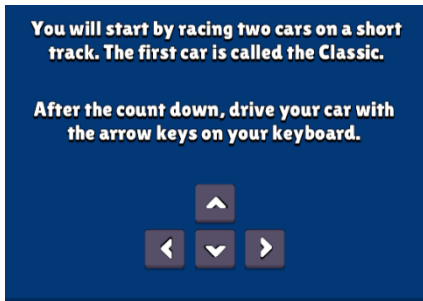 You will start by racing two cars on a short
track. The first car is called the Classic.
After the count down, drive your car with
the arrow keys on your keyboard.